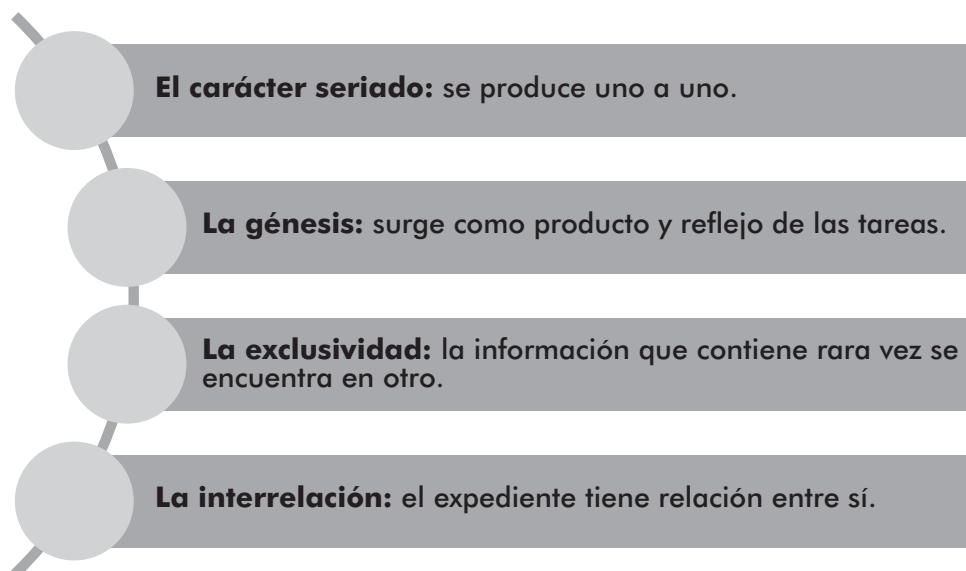 El carácter seriado: se produce uno a uno.
La génesis: surge como producto y reflejo de las tareas.
La exclusividad: la información que contiene rara vez se
encuentra en otro.
La interrelación: el expediente tiene relación entre sí.